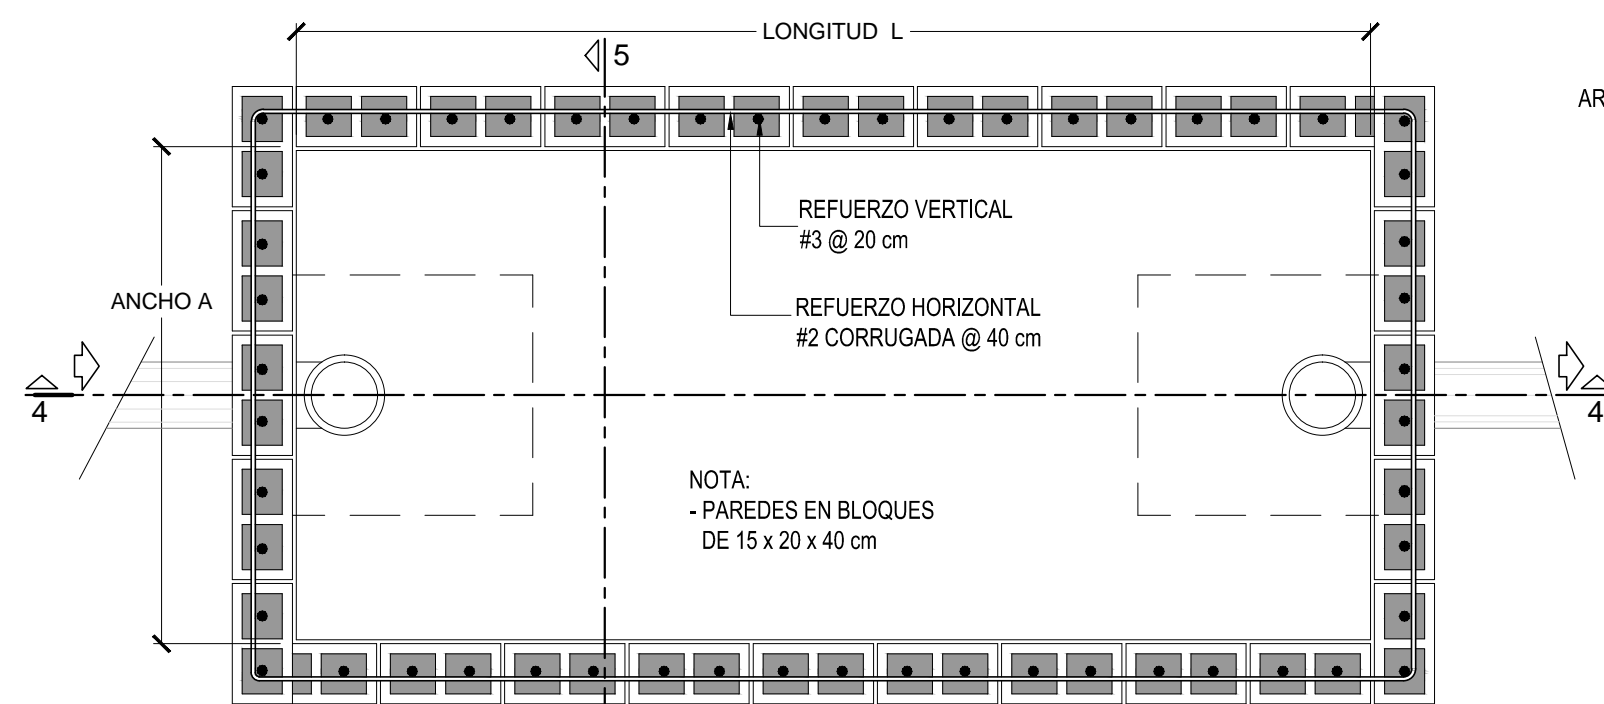 LONGITUD L
5
AR
REFUERZO VERTICAL
#3 @ 20 cm
ANCHO A
REFUERZO HORIZONTAL
#2 CORRUGADA @ 40 cm
4
4
NOTA:
- PAREDES EN BLOQUES
DE 15 x 20 x 40 cm